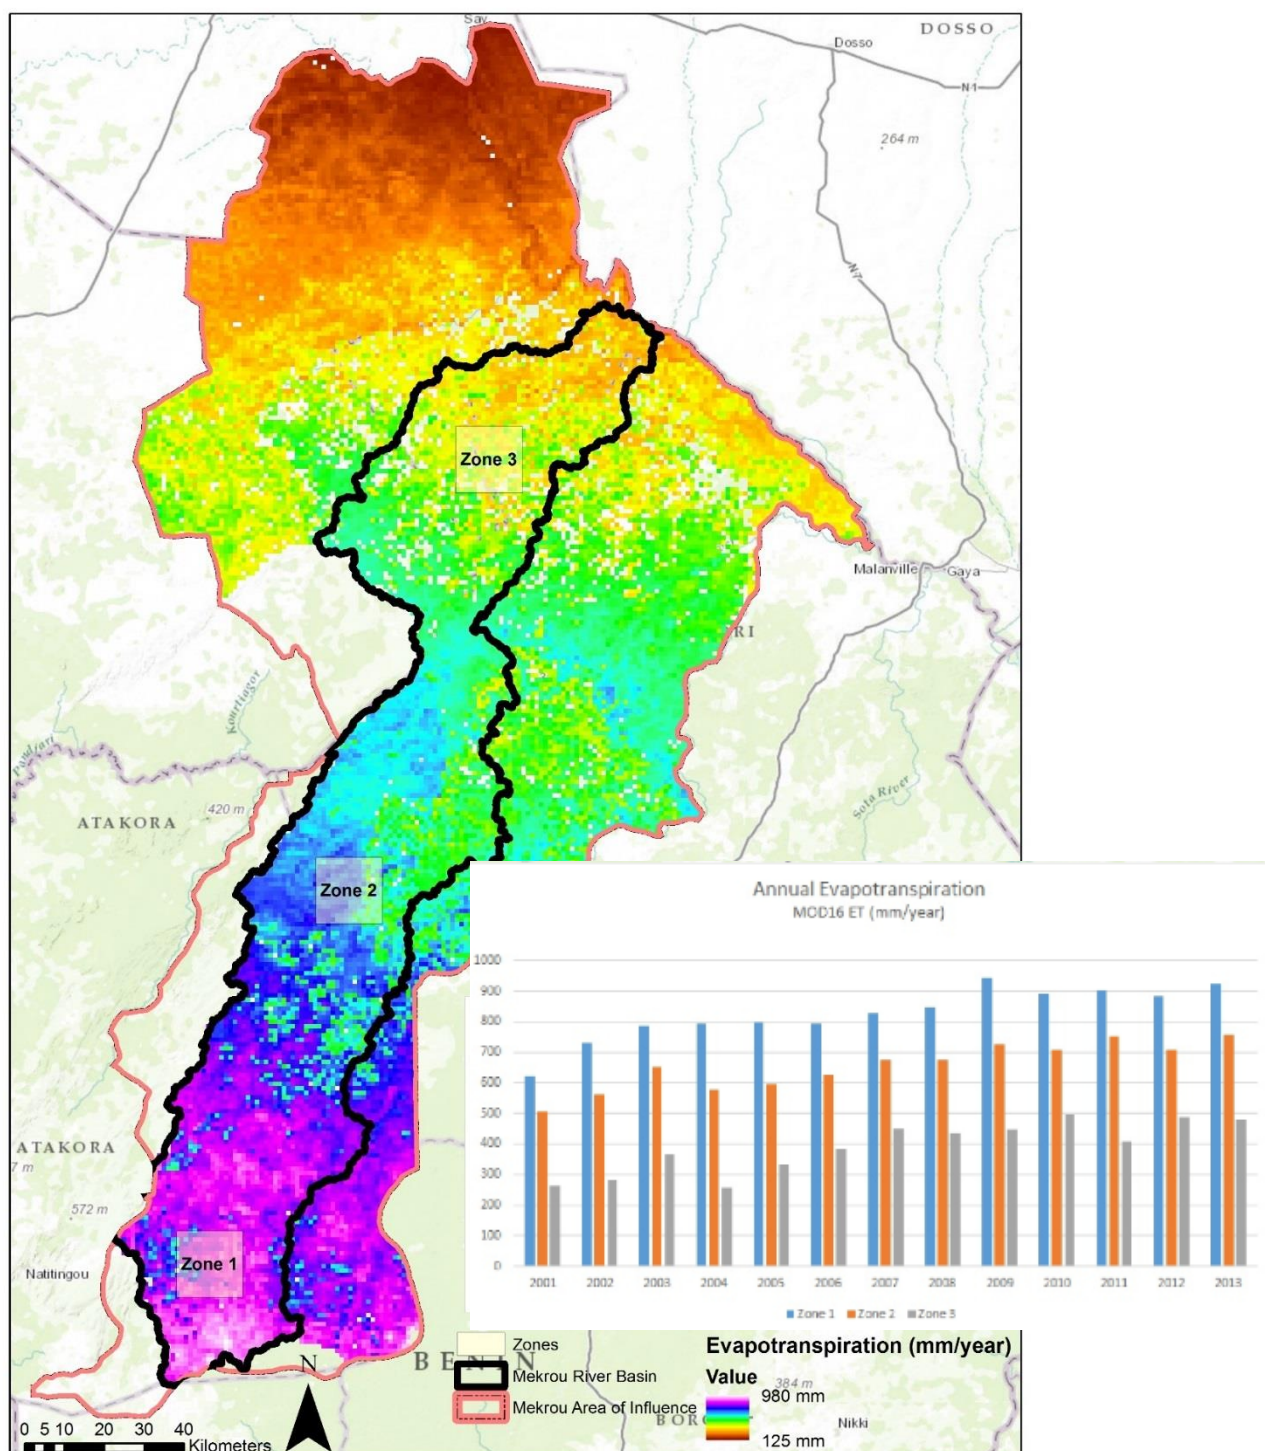 Say
Dosso
DOSSO
N1
264 m
N7
Zone 3
Malanville
Gaya
RI
Kourtiagou
Pendjari
Sota River
420 m
ATAKORA
Zone 2
Annual Evapotranspiration
MOD16 ET (mm/year)
1000
900
800
700
600
500
400
300
200
100
0
2001 2002 2003 2004 2005 2006 2007 2008 2009 2010 2011 2012 2013
Zone 1 Zone 2 Zone 3
ATAKORA
7 m
572 m
Zone 1
Natitingou
Zones
Mekrou River Basin
Mekrou Area of Influence
N
BENIN
Evapotranspiration (mm/year)
Value
980 mm
125 mm
384 m
Nikki
0 5 10 20 30 40
Kilometers